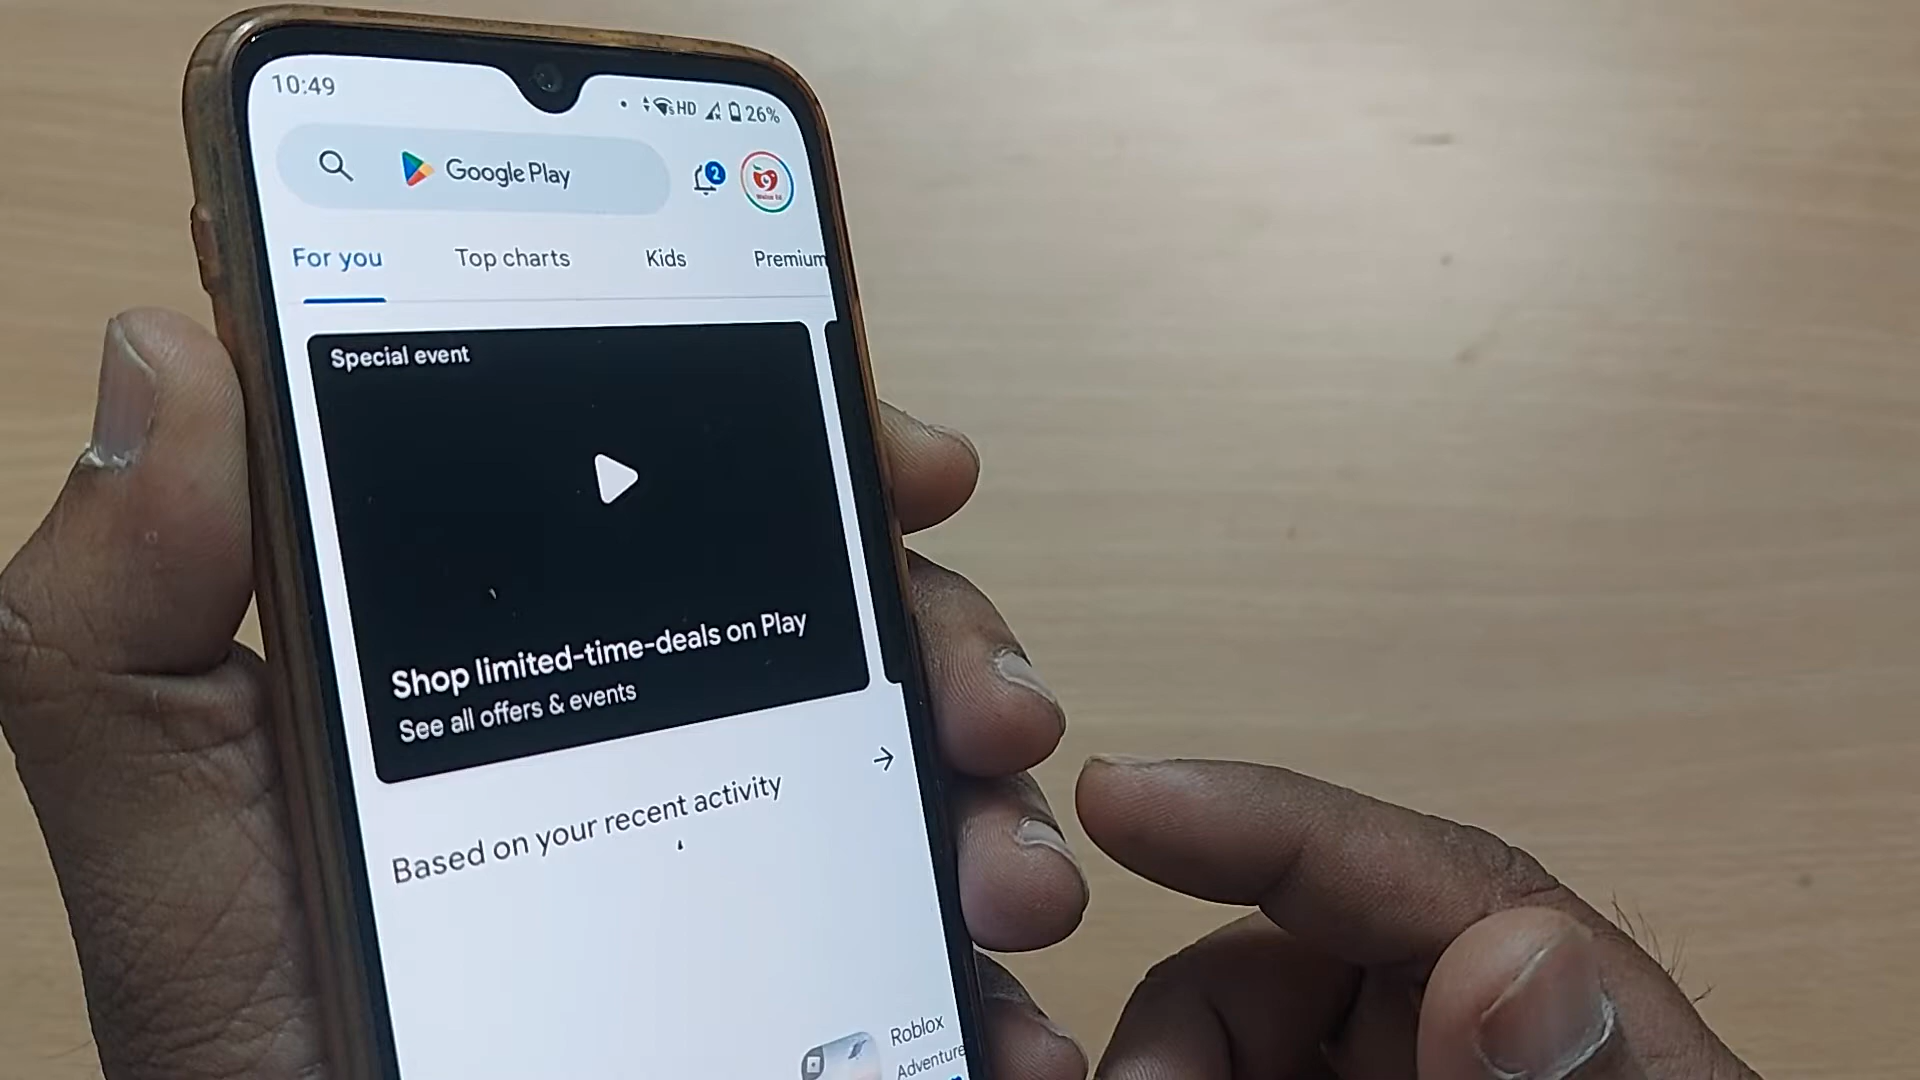 10:49
HD 26%
Google Play
2
For you Top charts Kids Premium
Special event
Shop limited-time-deals on Play
See all offers & events
Based on your recent activity
Roblox
Adventure